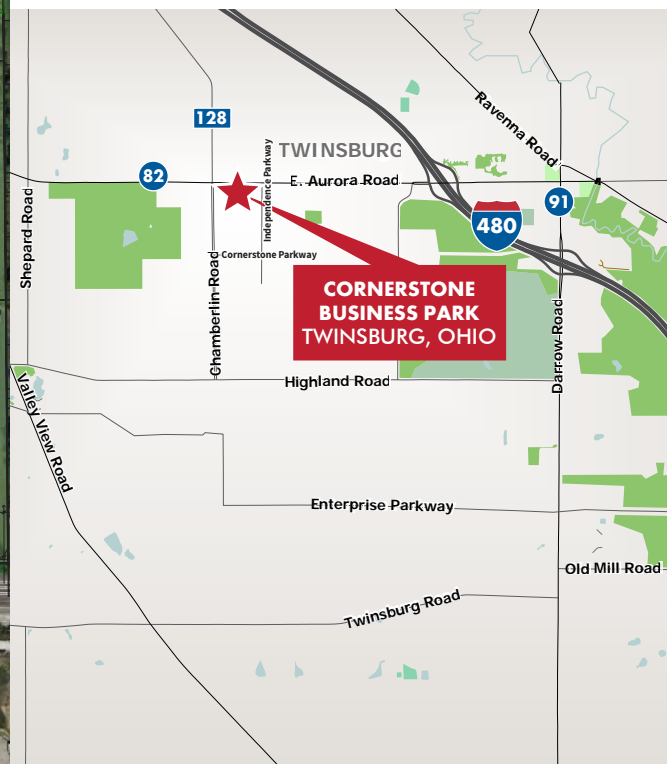 128
Ravenna Road
TWINSBURG
Independence Parkway
82
E. Aurora Road
91
Shepard Road
480
Cornerstone Parkway
Chamberlin Road
CORNERSTONE
BUSINESS PARK
TWINSBURG, OHIO
Darrow Road
Highland Road
Valley View Road
Enterprise Parkway
Old Mill Road
Twinsburg Road